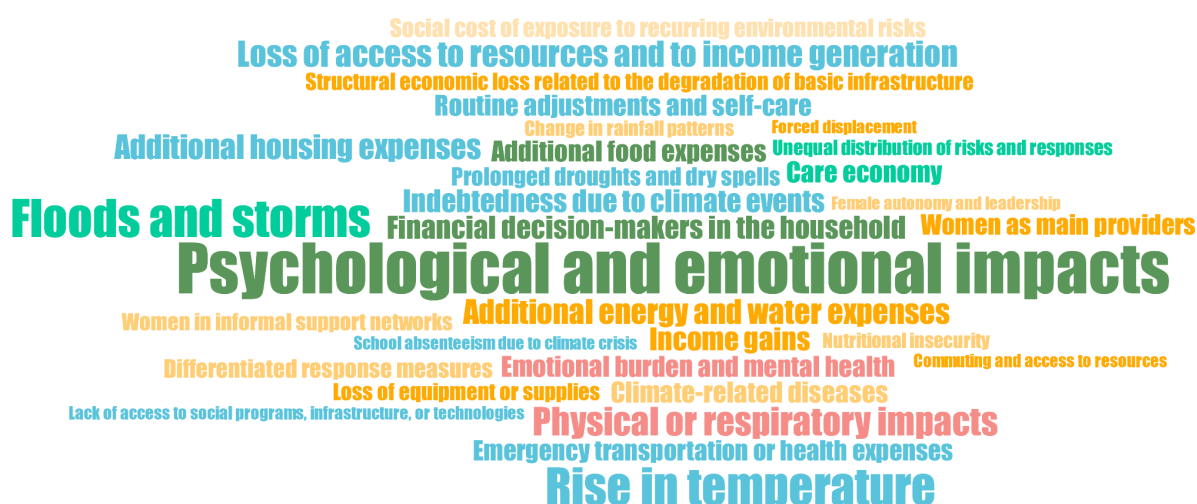 Social cost of exposure to recurring environmental risks
Loss of access to resources and to income generation
Structural economic loss related to the degradation of basic infrastructure
Routine adjustments and self-care
Change in rainfall patterns
Forced displacement
Additional housing expenses
Additional food expenses
Unequal distribution of risks and responses
Prolonged droughts and dry spells
Care economy
Indebtedness due to climate events
Female autonomy and leadership
Floods and storms
Financial decision-makers in the household
Women as main providers
Psychological and emotional impacts
Women in informal support networks
Additional energy and water expenses
School absenteeism due to climate crisis
Income gains
Nutritional insecurity
Differentiated response measures
Emotional burden and mental health
Commuting and access to resources
Loss of equipment or supplies
Climate-related diseases
Lack of access to social programs, infrastructure, or technologies
Physical or respiratory impacts
Emergency transportation or health expenses
Rise in temperature